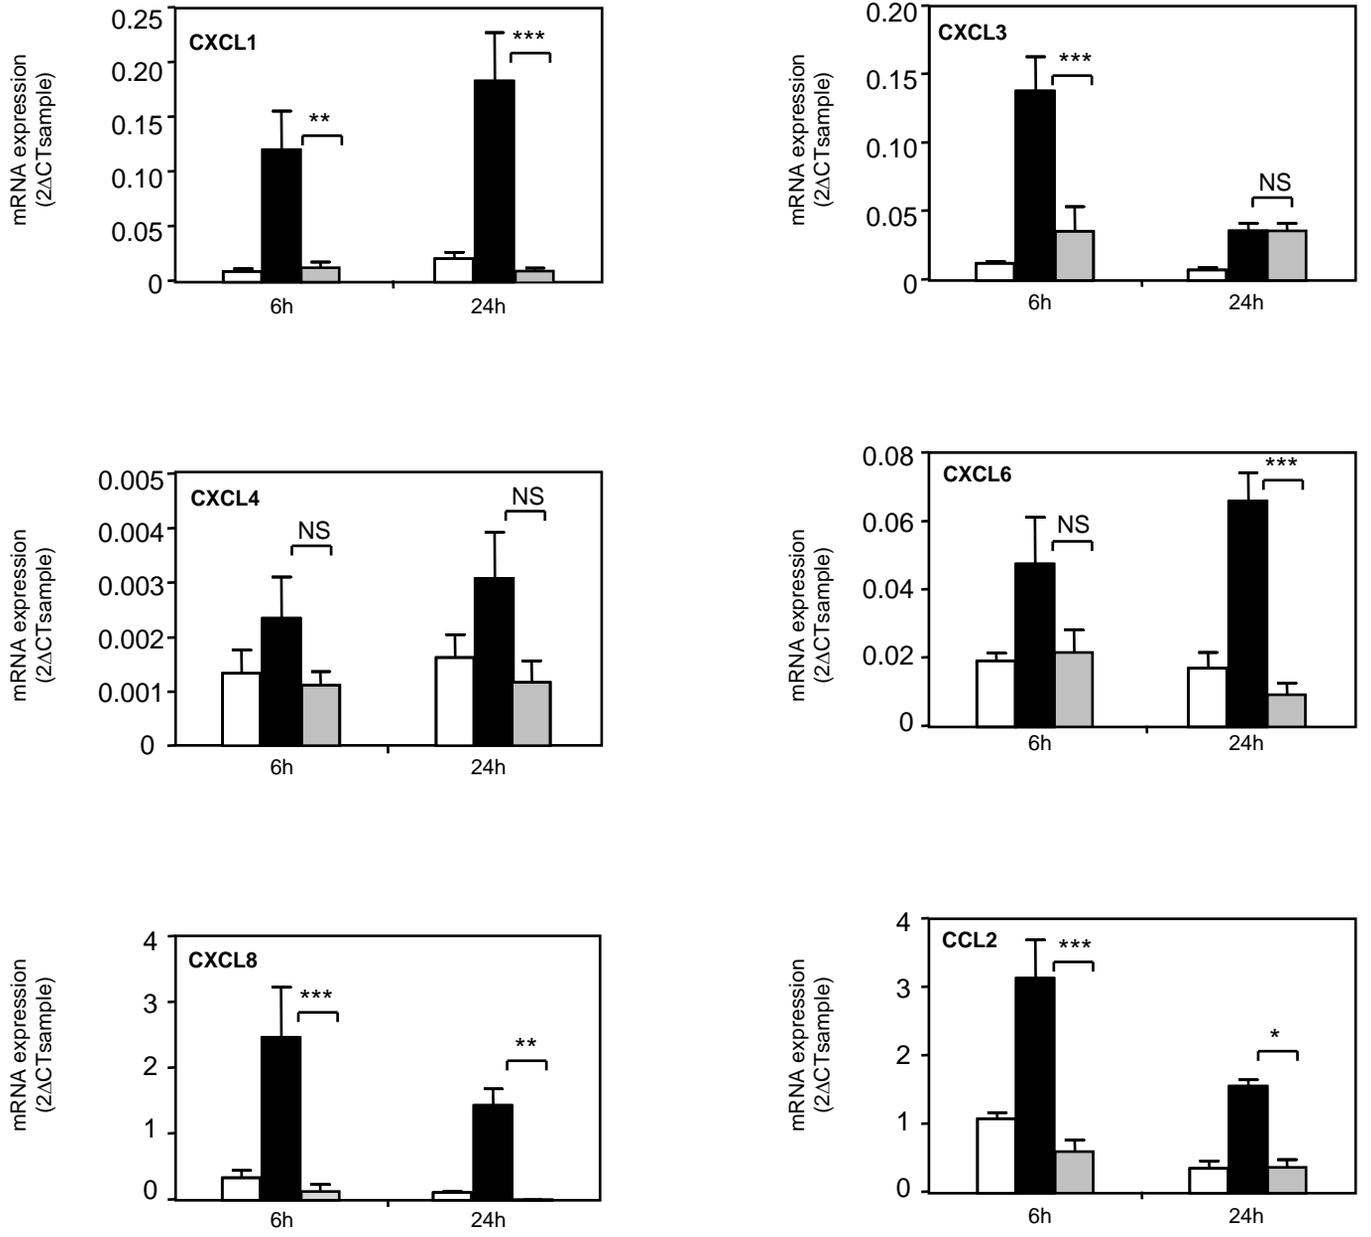 CXCL1
mRNA expression
(2ΔCTsample)
0.25
0.20
0.15
0.10
0.05
0
**
***
6h
24h
CXCL3
mRNA expression
(2ΔCTsample)
0.20
0.15
0.10
0.05
0
***
NS
6h
24h
CXCL4
mRNA expression
(2ΔCTsample)
0.005
0.004
0.003
0.002
0.001
0
NS
NS
6h
24h
CXCL6
mRNA expression
(2ΔCTsample)
0.08
0.06
0.04
0.02
0
NS
***
6h
24h
CXCL8
mRNA expression
(2ΔCTsample)
4
3
2
1
0
***
**
6h
24h
CCL2
mRNA expression
(2ΔCTsample)
4
3
2
1
0
***
*
6h
24h